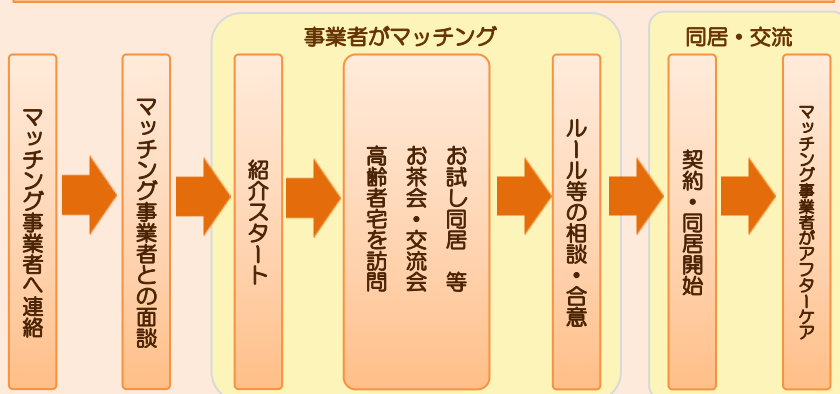 事業者がマッチング
同居・交流
マッチング事業者へ連絡
マッチング事業者との面談
紹介スタート
お試し同居　等
お茶会・交流会
高齢者宅を訪問
ルール等の相談・合意
契約・同居開始
マッチング事業者がアフターケア